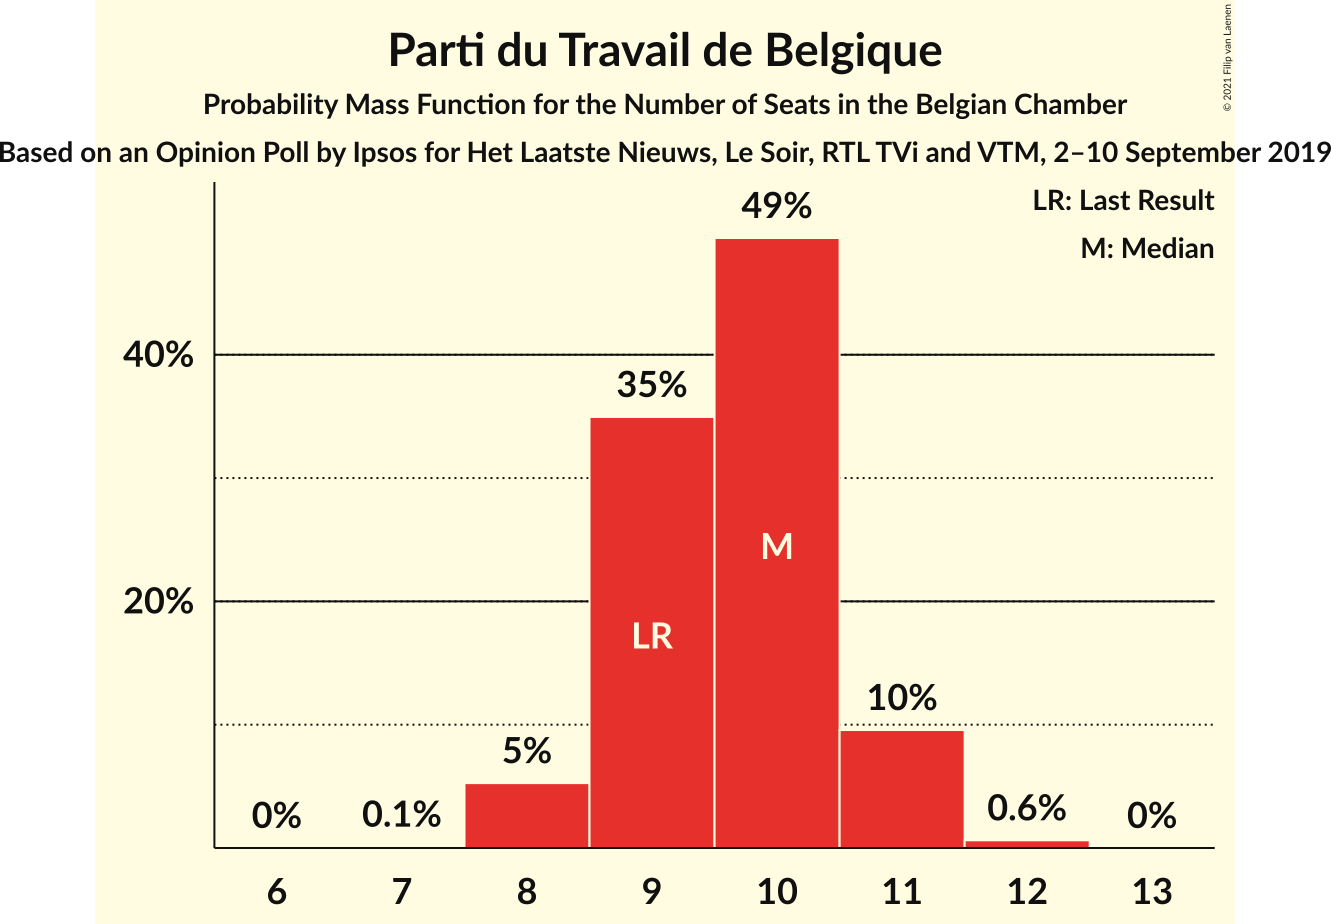 Parti du Travail de Belgique
Probability Mass Function for the Number of Seats in the Belgian Chamber
Based on an Opinion Poll by Ipsos for Het Laatste Nieuws, Le Soir, RTL TVi and VTM, 2–10 September 2019
© 2021 Filip van Laenen
LR: Last Result
M: Median
49%
40%
35%
M
20%
LR
10%
5%
0% 0.1% 0.6% 0%
6 7 8 9 10 11 12 13